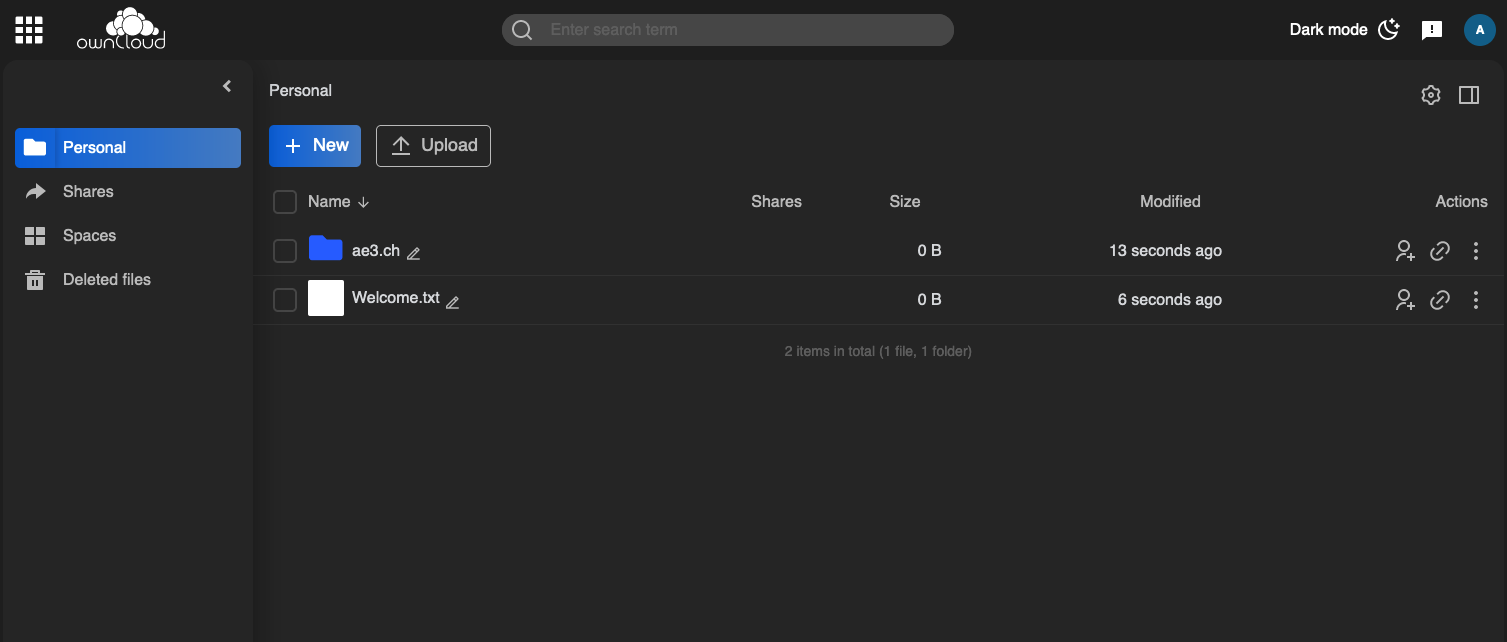 ownCloud
Enter search term
Dark mode
A
Personal
Shares
Spaces
Deleted files
Personal
New
Upload
Name Shares Size Modified Actions
ae3.ch 0 B 13 seconds ago
Welcome.txt 0 B 6 seconds ago
2 items in total (1 file, 1 folder)